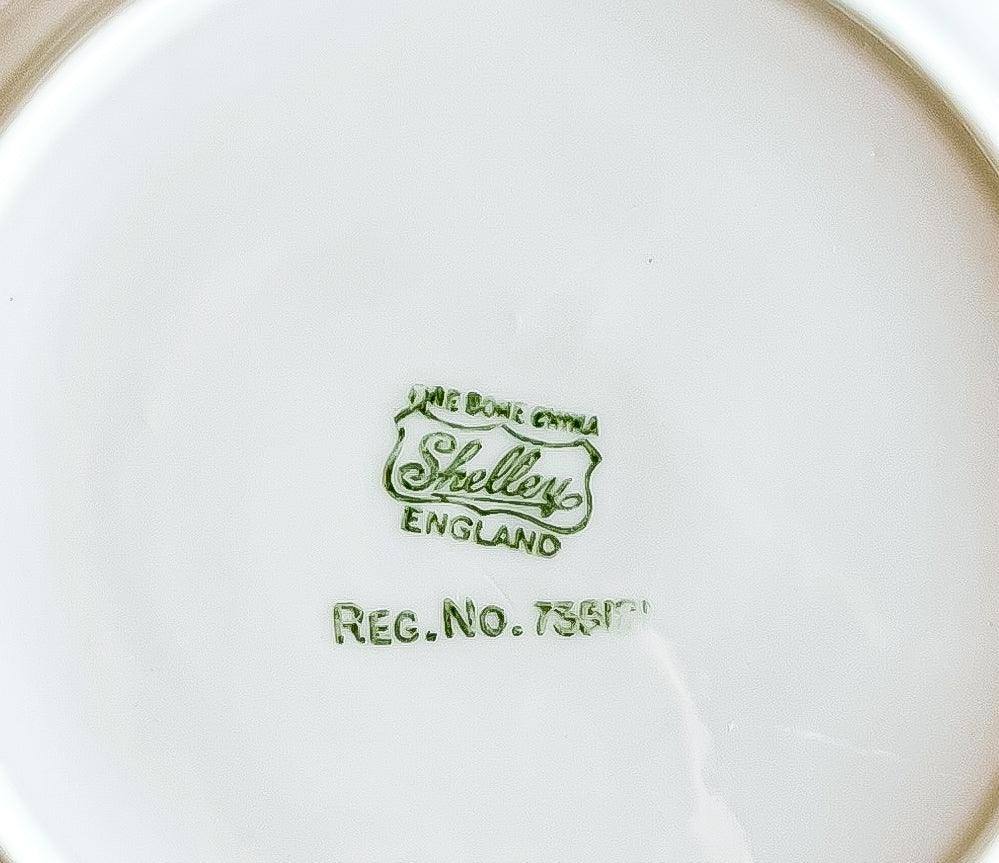 FINE BONE CHINA
Shelley
ENGLAND
REG. NO.